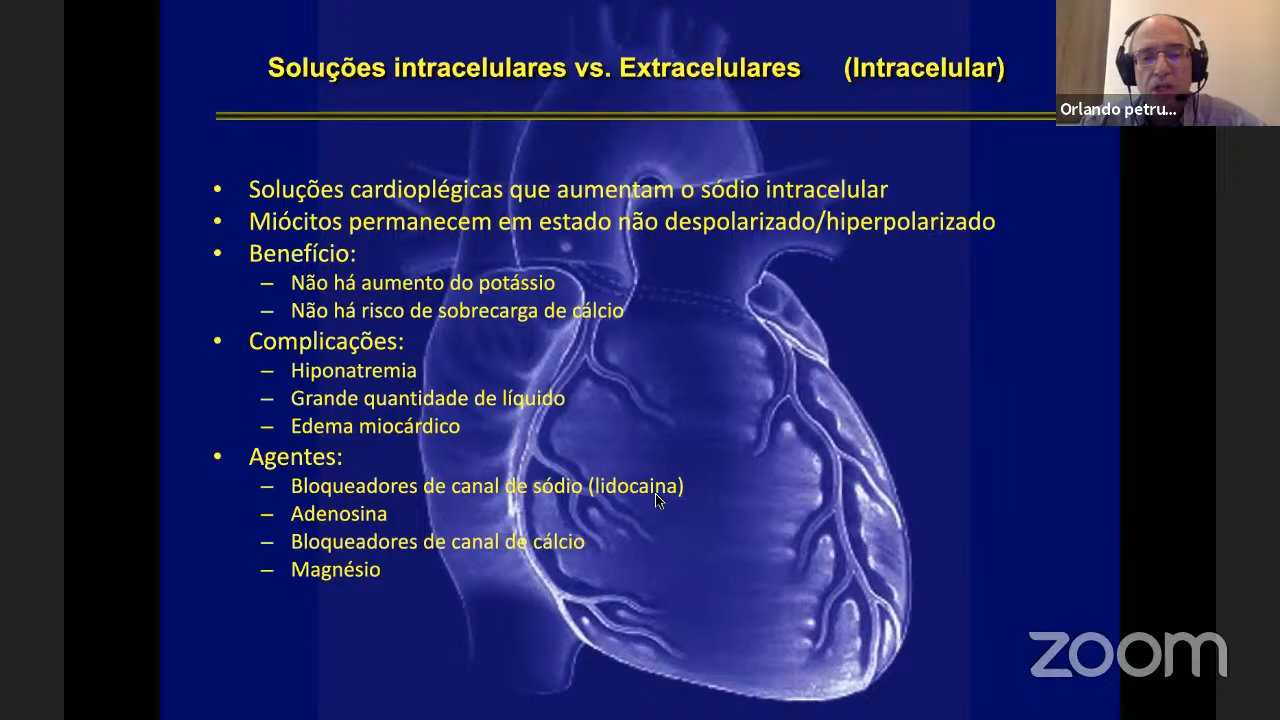 Soluções intracelulares vs. Extracelulares (Intracelular)
Orlando petru...
• Soluções cardioplégicas que aumentam o sódio intracelular
• Miócitos permanecem em estado não despolarizado/hiperpolarizado
• Benefício:
– Não há aumento do potássio
– Não há risco de sobrecarga de cálcio
• Complicações:
– Hiponatremia
– Grande quantidade de líquido
– Edema miocárdico
• Agentes:
– Bloqueadores de canal de sódio (lidocaina)
– Adenosina
– Bloqueadores de canal de cálcio
– Magnésio
zoom